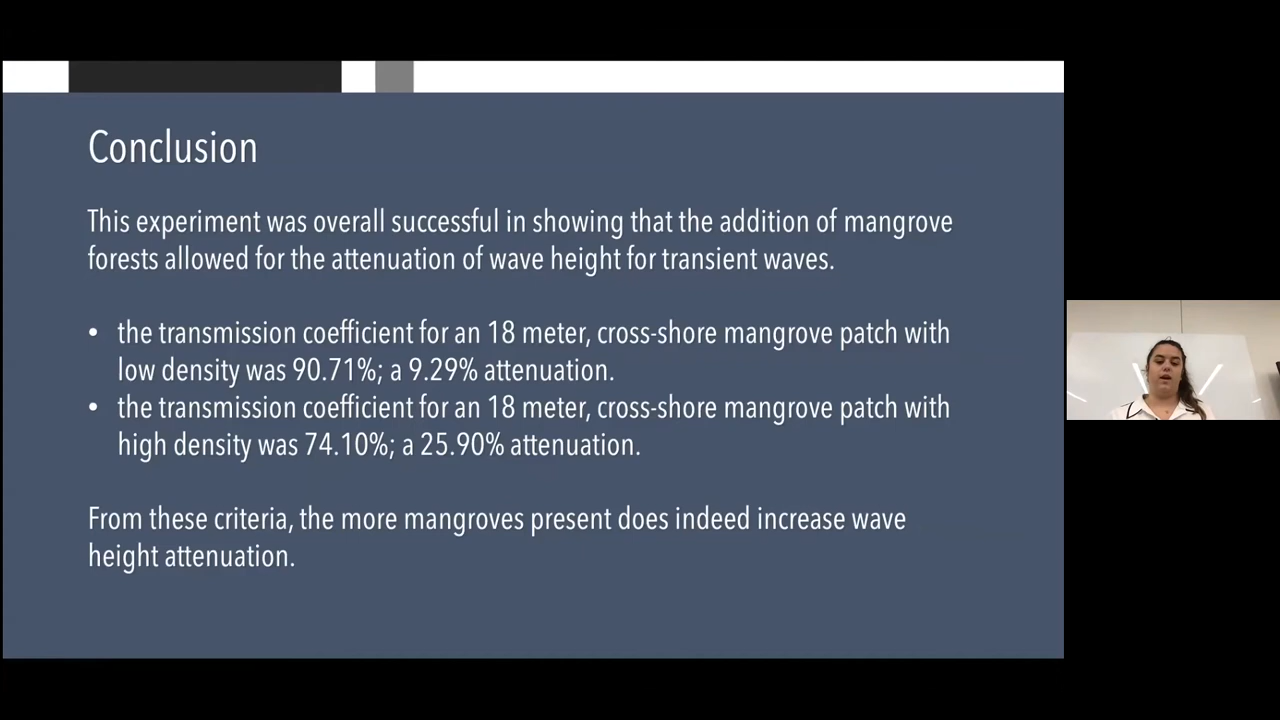 Conclusion
This experiment was overall successful in showing that the addition of mangrove
forests allowed for the attenuation of wave height for transient waves.
• the transmission coefficient for an 18 meter, cross-shore mangrove patch with
low density was 90.71%; a 9.29% attenuation.
• the transmission coefficient for an 18 meter, cross-shore mangrove patch with
high density was 74.10%; a 25.90% attenuation.
From these criteria, the more mangroves present does indeed increase wave
height attenuation.